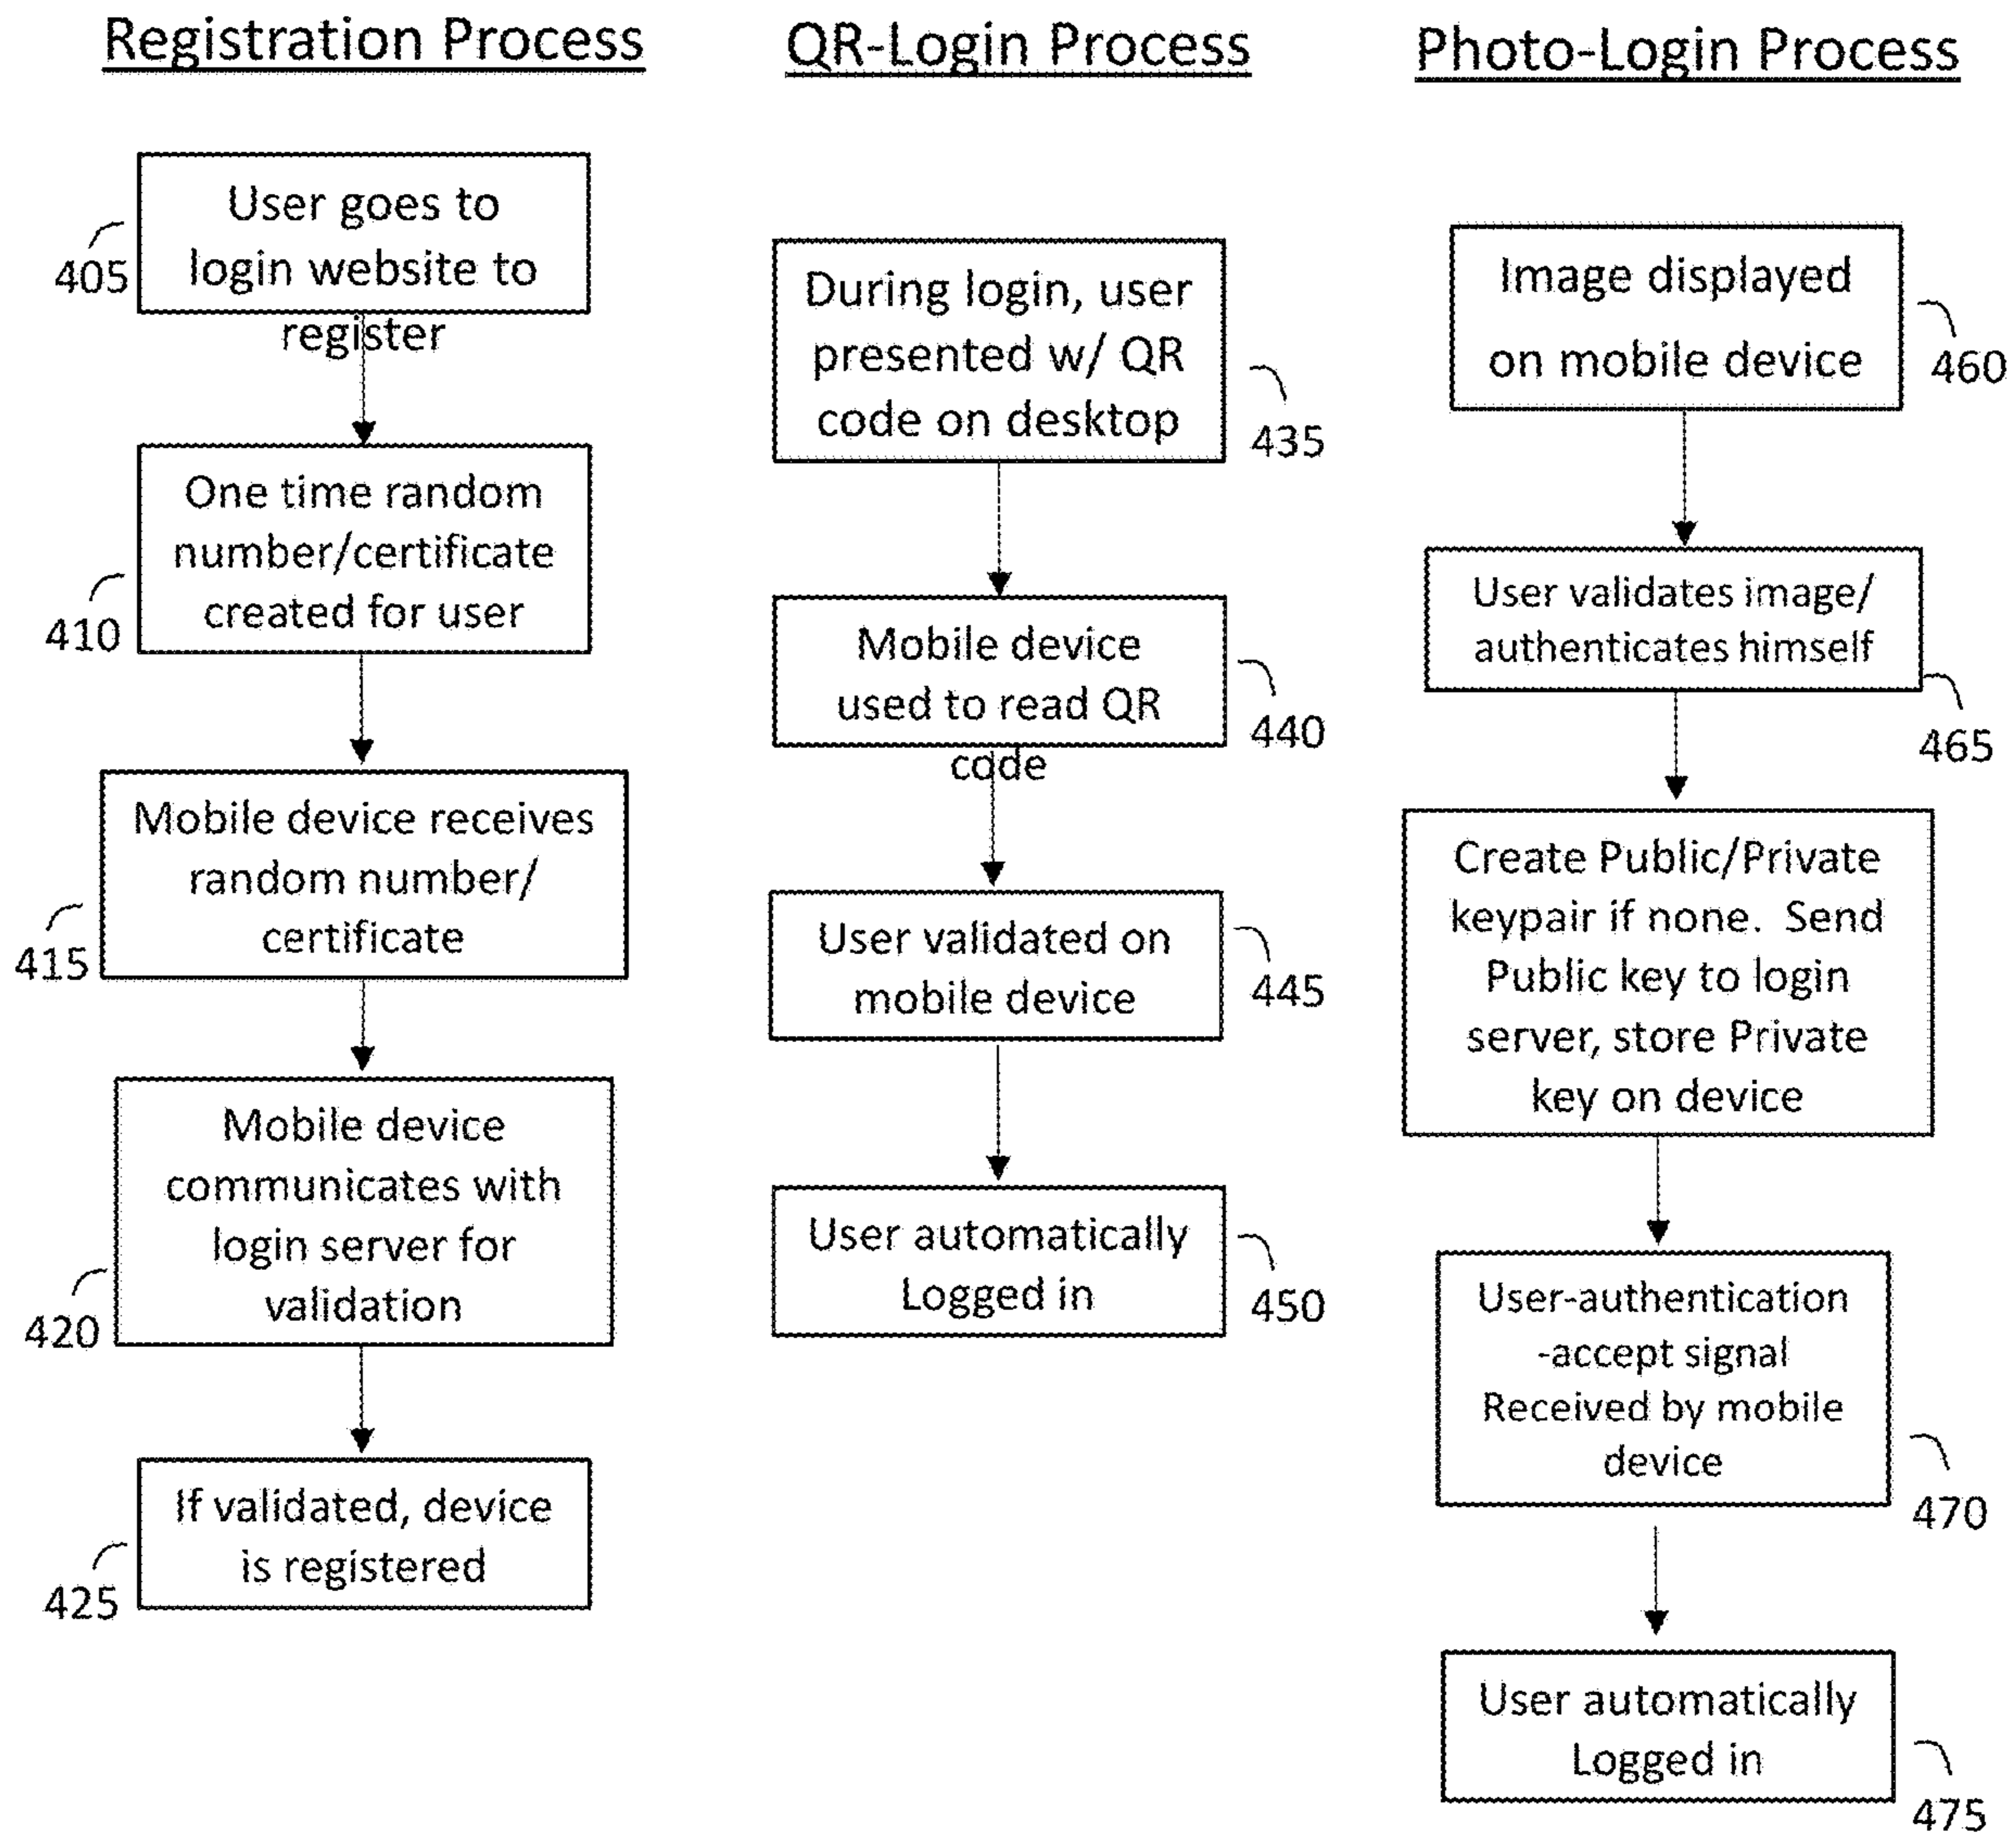 Registration Process
User goes to
login website to
register
405
One time random
number/certificate
created for user
410
Mobile device receives
random number/
certificate
415
Mobile device
communicates with
login server for
validation
420
If validated, device
is registered
425
QR-Login Process
During login, user
presented w/ QR
code on desktop
435
Mobile device
used to read QR
code
440
User validated on
mobile device
445
User automatically
Logged in
450
Photo-Login Process
Image displayed
on mobile device
460
User validates image/
authenticates himself
465
Create Public/Private
keypair if none.  Send
Public key to login
server, store Private
key on device
User-authentication
-accept signal
Received by mobile
device
470
User automatically
Logged in
475